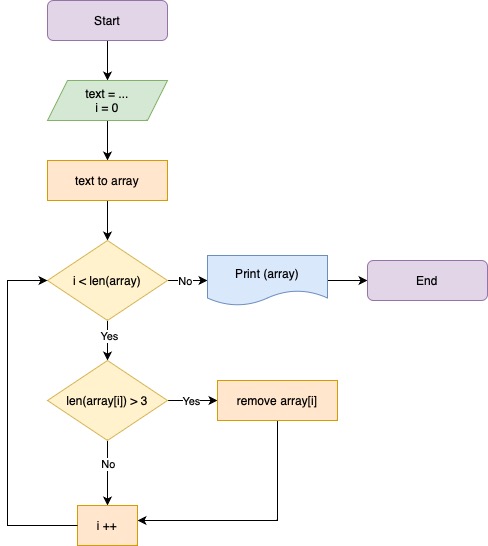 Start
text = ...
i = 0
text to array
i < len(array)
No
Print (array)
End
Yes
len(array[i]) > 3
Yes
remove array[i]
No
i ++